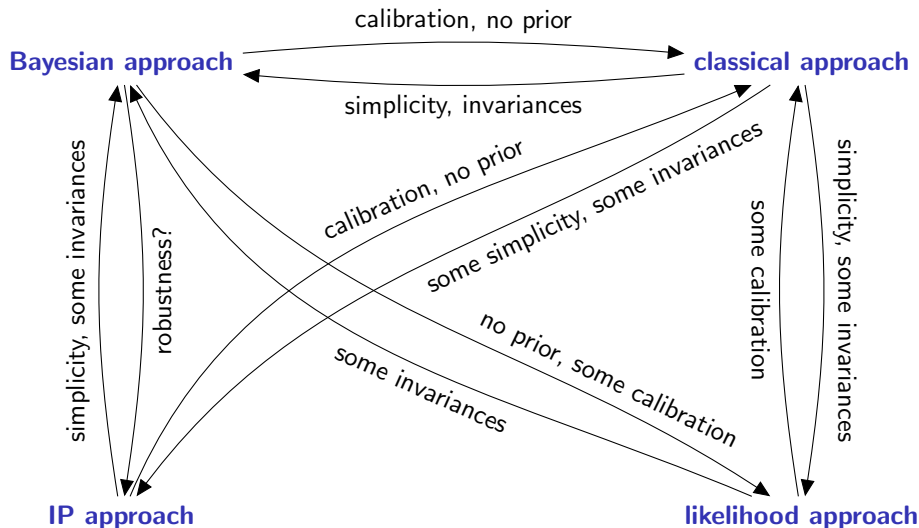 calibration, no prior
Bayesian approach
classical approach
simplicity, invariances
calibration, no prior
some simplicity, some invariances
simplicity, some invariances
robustness?
some calibration
simplicity, some invariances
no prior, some calibration
some invariances
IP approach
likelihood approach